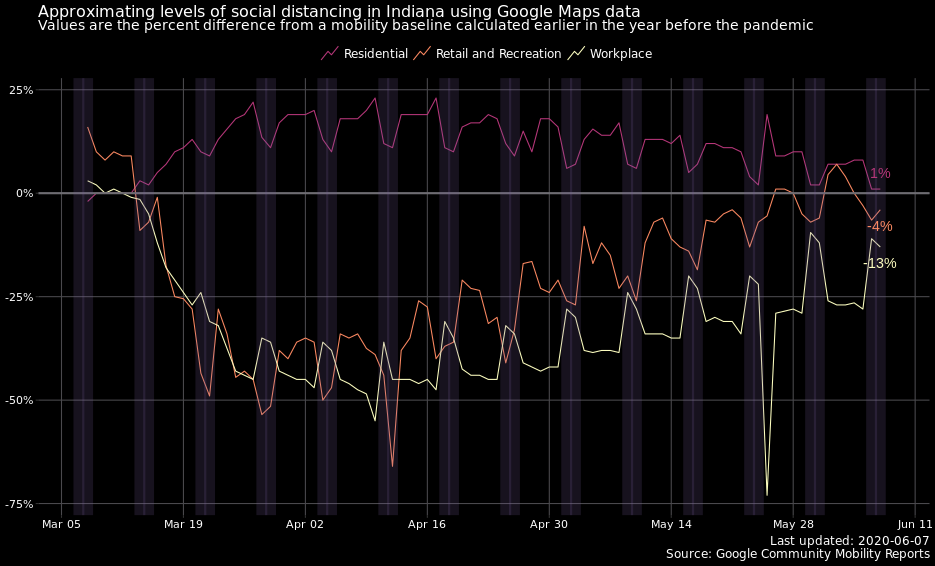 Approximating levels of social distancing in Indiana using Google Maps data
Values are the percent difference from a mobility baseline calculated earlier in the year before the pandemic
Residential Retail and Recreation Workplace
25%
0%
-25%
-50%
-75%
1%
-4%
-13%
Mar 05 Mar 19 Apr 02 Apr 16 Apr 30 May 14 May 28 Jun 11
Last updated: 2020-06-07
Source: Google Community Mobility Reports